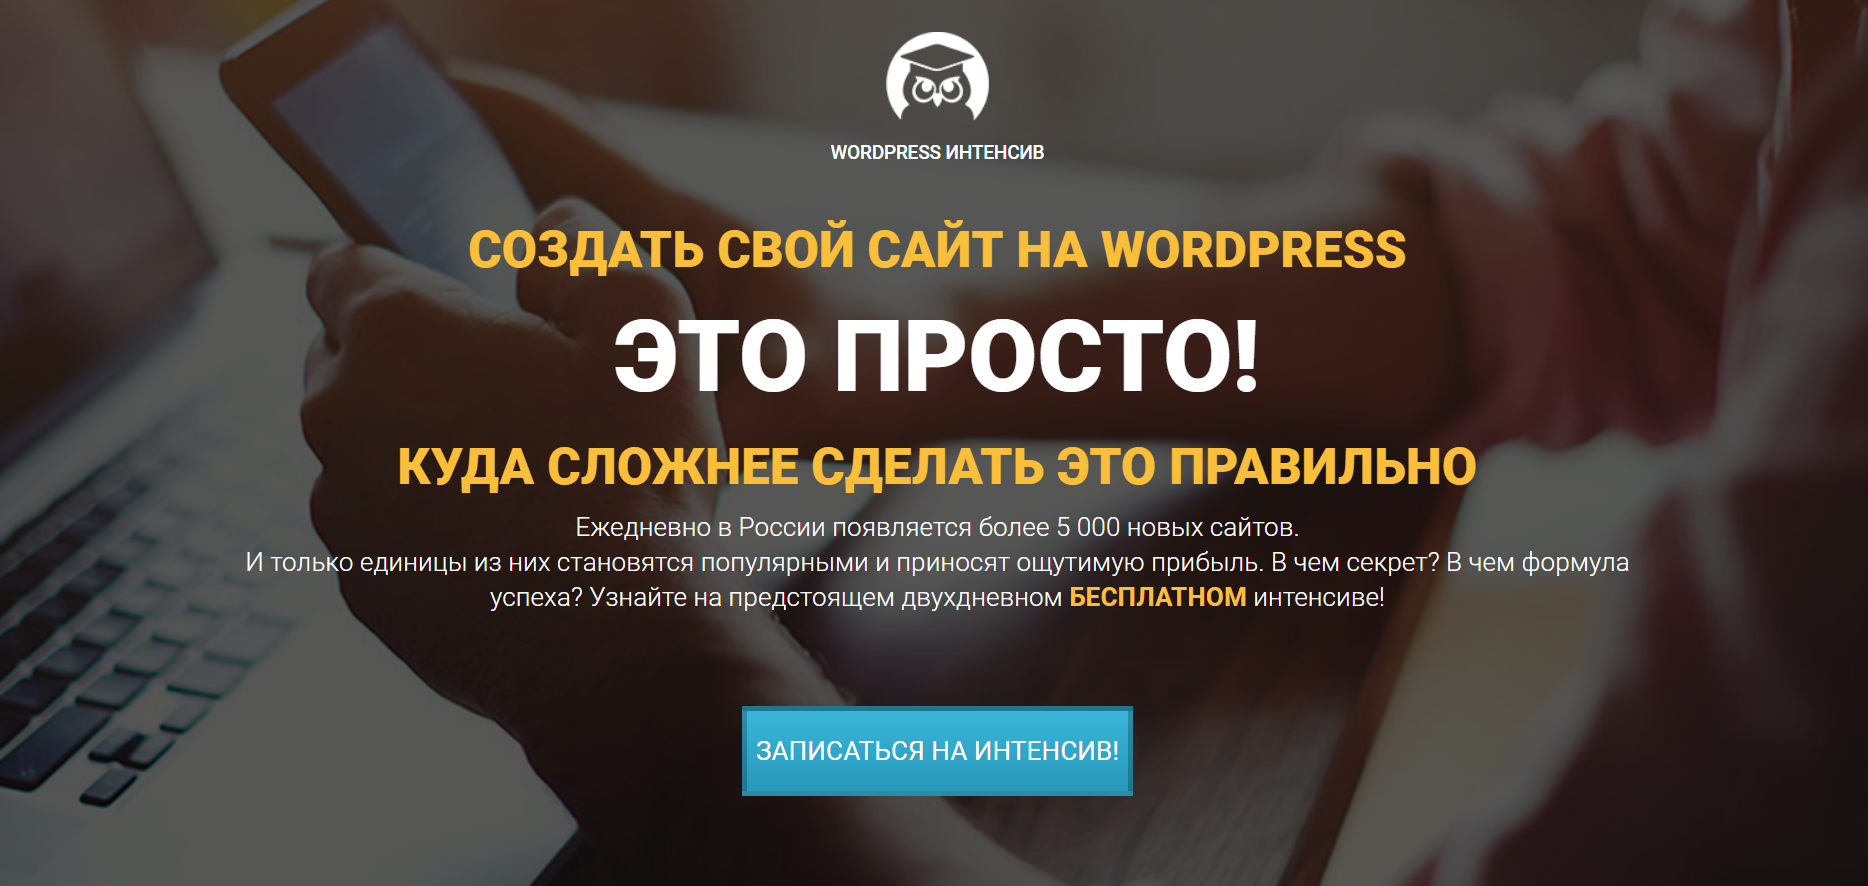 WORDPRESS ИНТЕНСИВ
СОЗДАТЬ СВОЙ САЙТ НА WORDPRESS
ЭТО ПРОСТО!
КУДА СЛОЖНЕЕ СДЕЛАТЬ ЭТО ПРАВИЛЬНО
Ежедневно в России появляется более 5 000 новых сайтов.
И только единицы из них становятся популярными и приносят ощутимую прибыль. В чем секрет? В чем формула
успеха? Узнайте на предстоящем двухдневном БЕСПЛАТНОМ интенсиве!
ЗАПИСАТЬСЯ НА ИНТЕНСИВ!